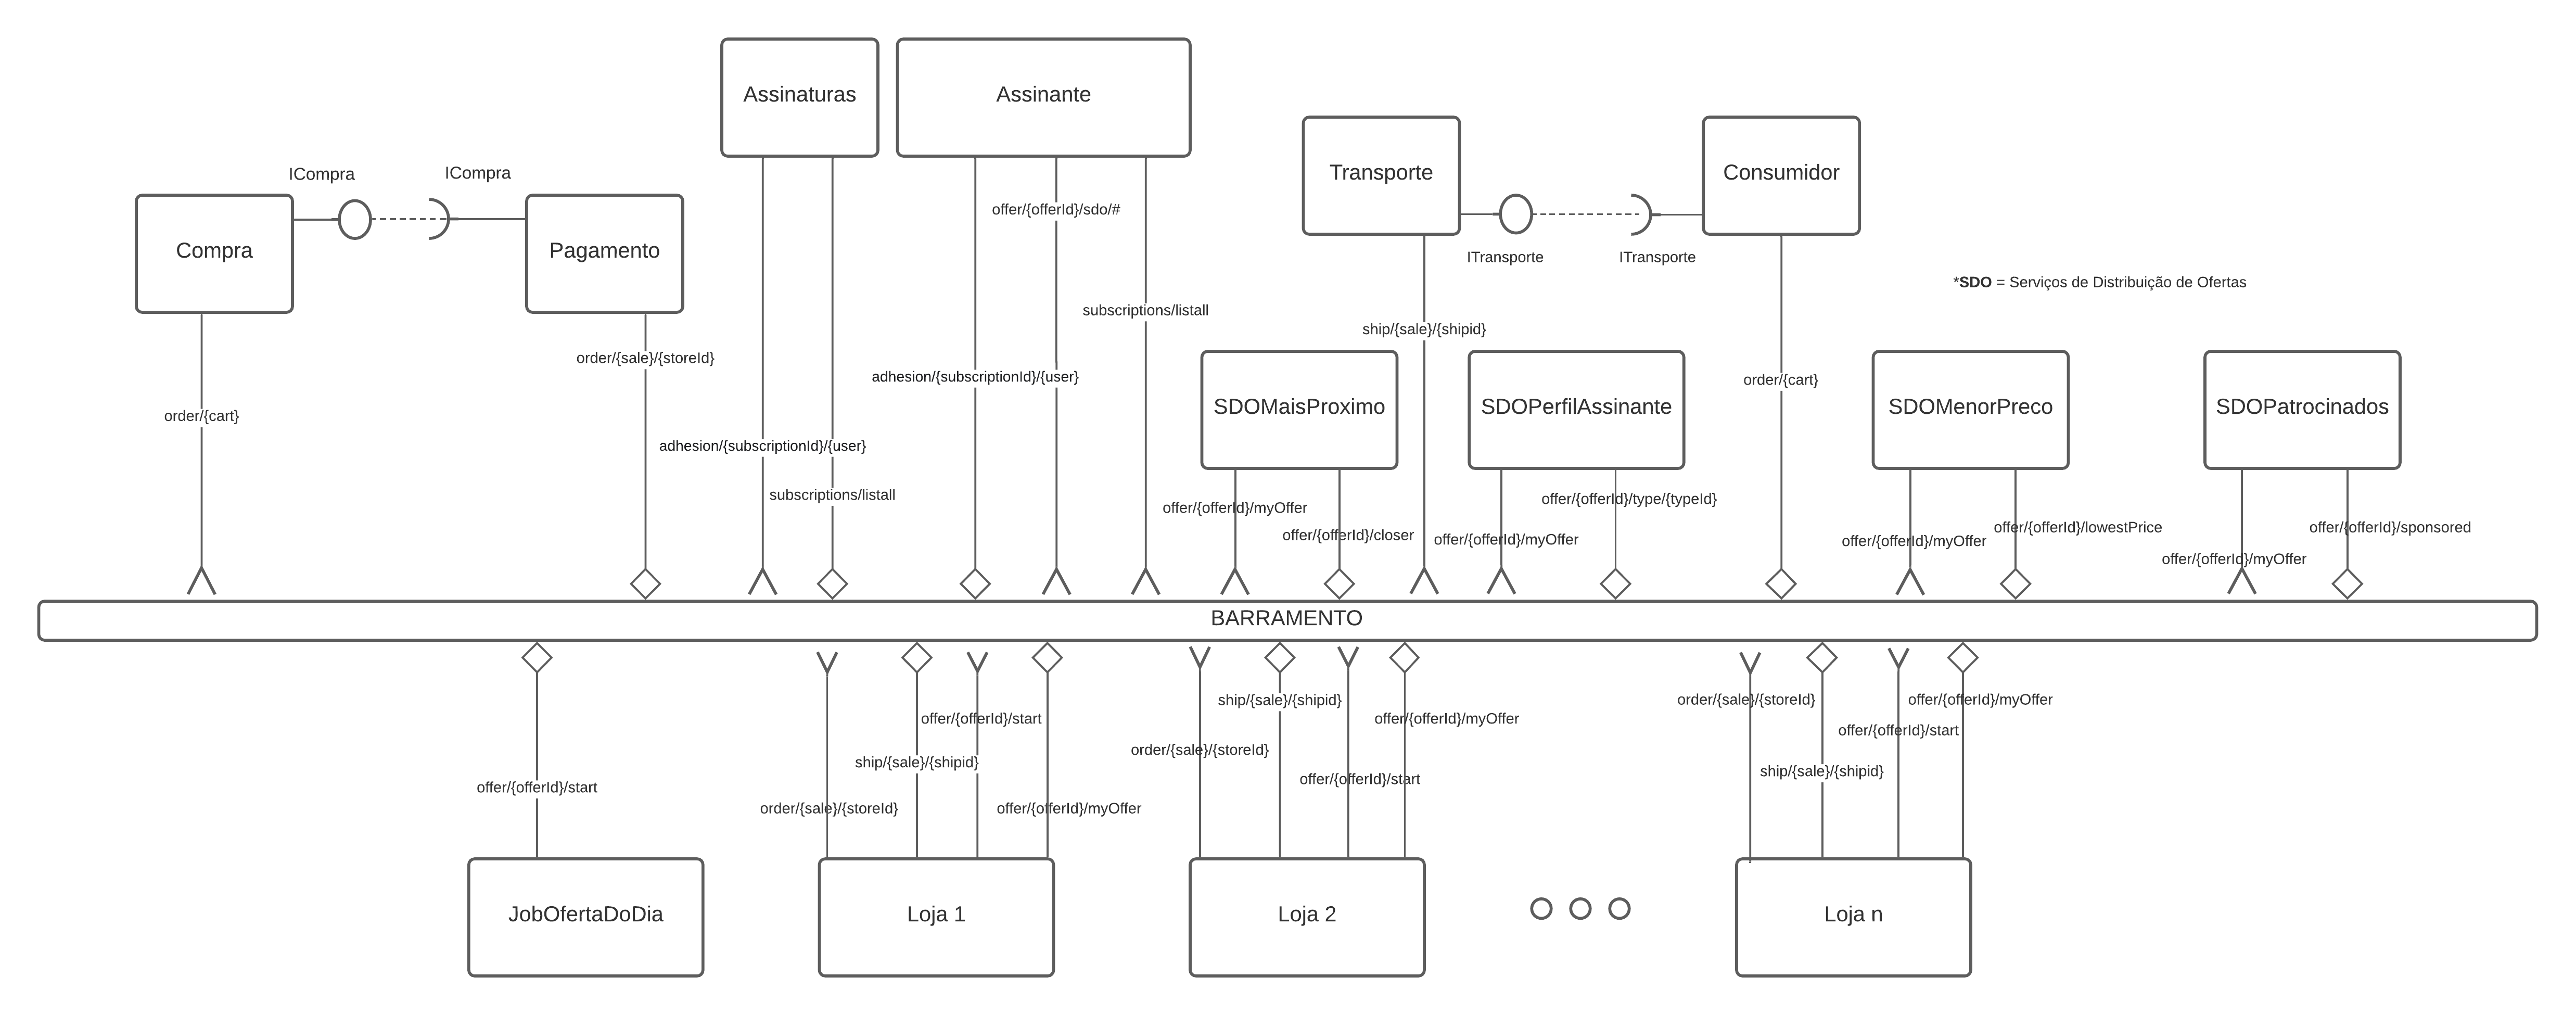 Assinaturas
Assinante
Transporte
Consumidor
ICompra
ICompra
Compra
Pagamento
offer/{offerId}/sdo/#
ITransporte
ITransporte
*SDO = Serviços de Distribuição de Ofertas
subscriptions/listall
ship/{sale}/{shipid}
order/{sale}/{storeId}
adhesion/{subscriptionId}/{user}
order/{cart}
order/{cart}
SDOMaisProximo
SDOPerfilAssinante
SDOMenorPreco
SDOPatrocinados
adhesion/{subscriptionId}/{user}
subscriptions/listall
offer/{offerId}/myOffer
offer/{offerId}/type/{typeId}
offer/{offerId}/closer
offer/{offerId}/myOffer
offer/{offerId}/myOffer
offer/{offerId}/lowestPrice
offer/{offerId}/sponsored
offer/{offerId}/myOffer
BARRAMENTO
offer/{offerId}/start
ship/{sale}/{shipid}
offer/{offerId}/myOffer
order/{sale}/{storeId}
offer/{offerId}/myOffer
order/{sale}/{storeId}
offer/{offerId}/start
ship/{sale}/{shipid}
offer/{offerId}/start
ship/{sale}/{shipid}
offer/{offerId}/start
order/{sale}/{storeId}
offer/{offerId}/myOffer
JobOfertaDoDia
Loja 1
Loja 2
Loja n